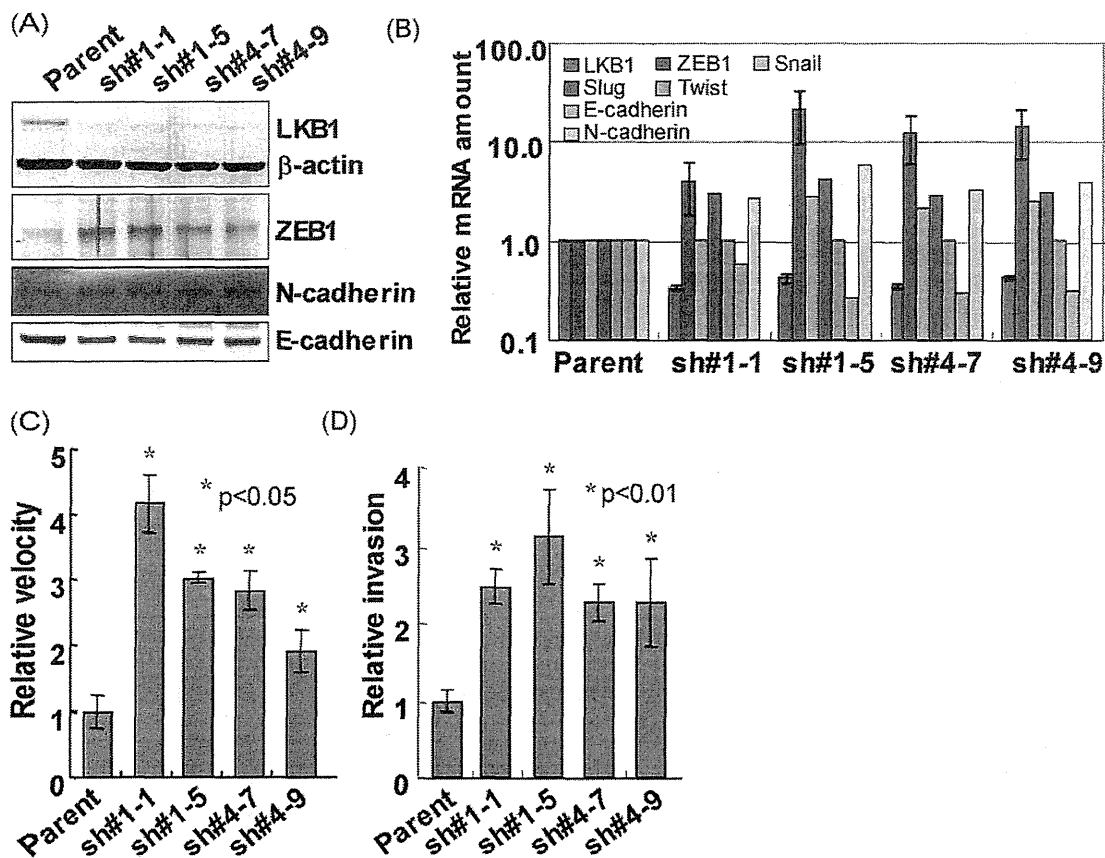 (A)
Parent sh#1-1 sh#1-5 sh#4-7 sh#4-9
LKB1
β-actin
ZEB1
N-cadherin
E-cadherin
(B)
Relative mRNA amount
100.0
10.0
1.0
0.1
LKB1 ZEB1 Snail
Slug Twist
E-cadherin
N-cadherin
Parent sh#1-1 sh#1-5 sh#4-7 sh#4-9
(C)
Relative velocity
5
4
3
2
1
0
* * * * *
p<0.05
Parent sh#1-1 sh#1-5 sh#4-7 sh#4-9
(D)
Relative invasion
4
3
2
1
0
* * * * *
p<0.01
Parent sh#1-1 sh#1-5 sh#4-7 sh#4-9